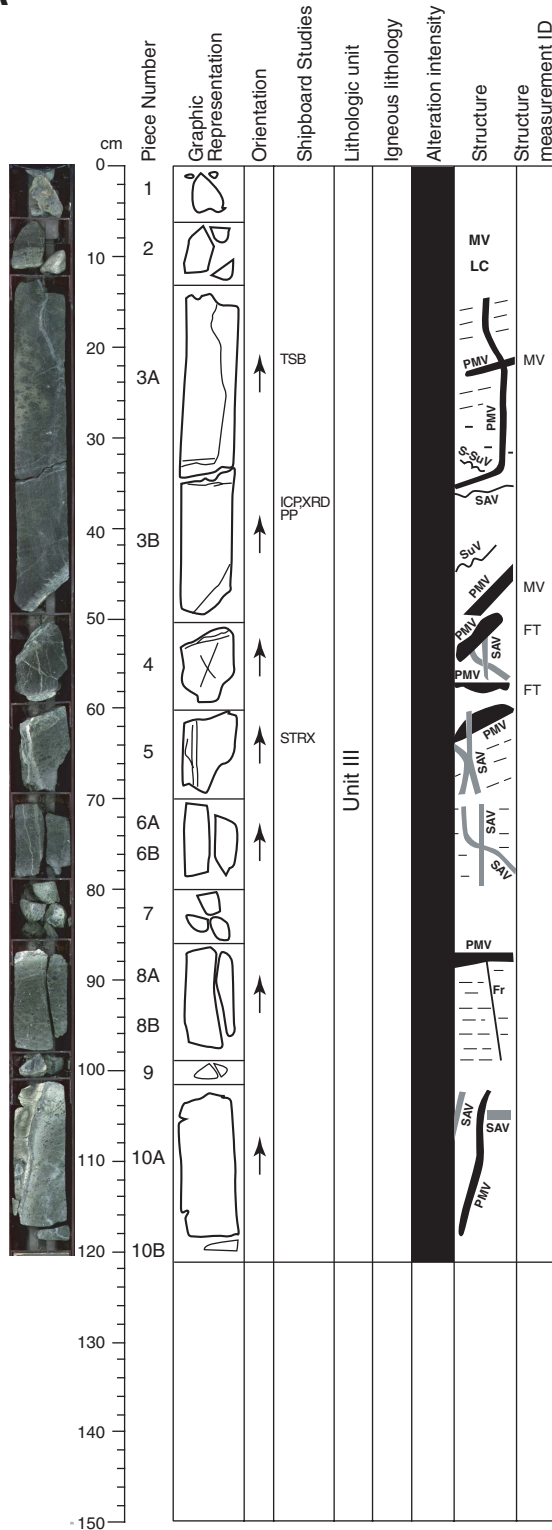 cm
Piece Number
Graphic
Representation
Orientation
Shipboard Studies
Lithologic unit
Igneous lithology
Alteration intensity
Structure
Structure
measurement ID
0
1
2
MV
10
LC
20
TSB
PMV
MV
3A
PMV
30
S-SuV
ICP,XRD
SAV
PP
40
3B
SuV
PMV
MV
50
PMV
FT
4
SAV
PMV
FT
60
STRX
PMV
5
SAV
Unit III
70
6A
SAV
6B
SAV
80
7
PMV
90
8A
Fr
8B
100
9
SAV
SAV
110
10A
PMV
120
10B
130
140
150